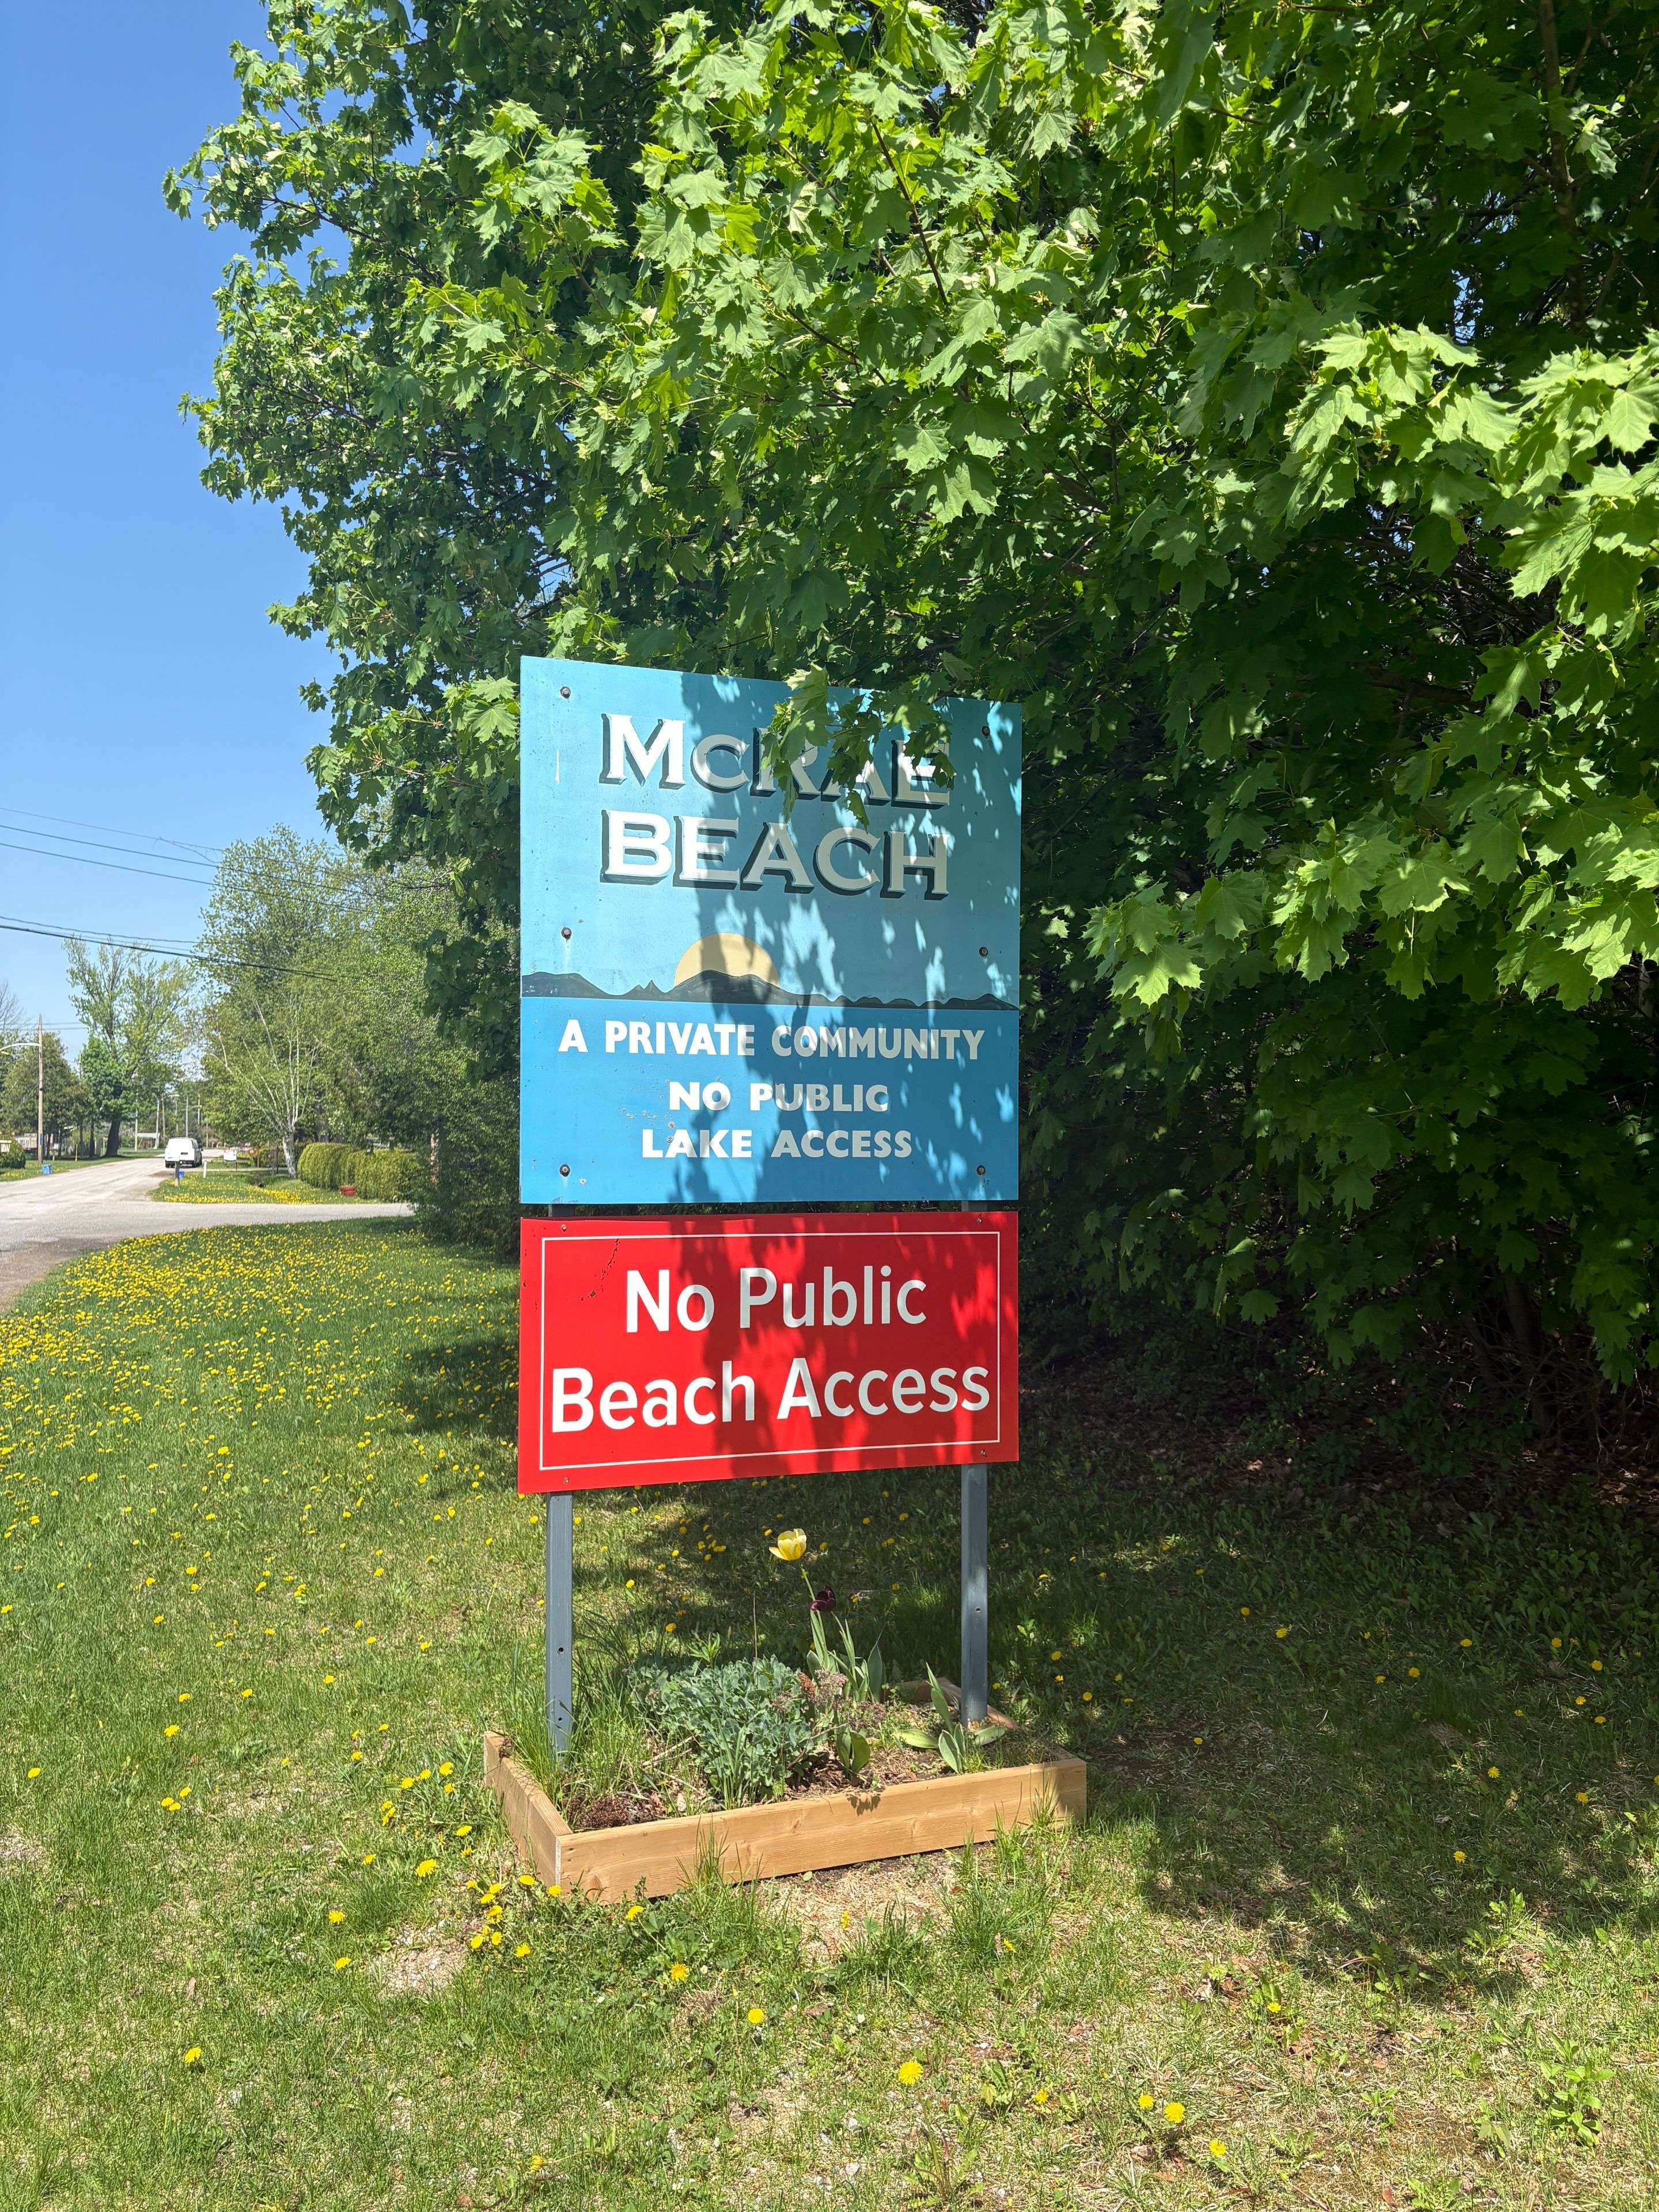 McRAE
BEACH
A PRIVATE COMMUNITY
NO PUBLIC
LAKE ACCESS
No Public
Beach Access